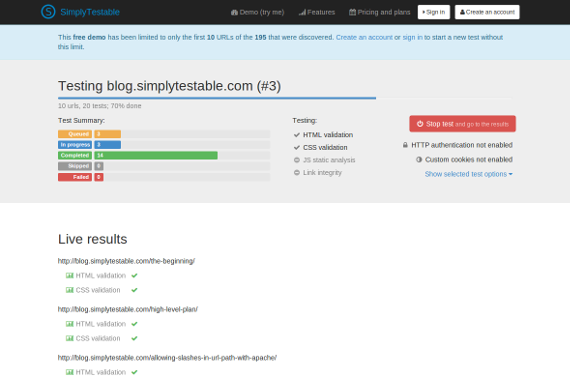 SimplyTestable
Demo (try me)
Features
Pricing and plans
Sign in
Create an account
This free demo has been limited to only the first 10 URLs of the 195 that were discovered. Create an account or sign in to start a new test without
this limit.
Testing blog.simplytestable.com (#3)
10 urls, 20 tests; 70% done
Test Summary:
Queued 3
In progress 3
Completed 14
Skipped 0
Failed 0
Testing:
HTML validation
CSS validation
JS static analysis
Link integrity
Stop test and go to the results
HTTP authentication not enabled
Custom cookies not enabled
Show selected test options
Live results
http://blog.simplytestable.com/the-beginning/
HTML validation
CSS validation
http://blog.simplytestable.com/high-level-plan/
HTML validation
CSS validation
http://blog.simplytestable.com/allowing-slashes-in-url-path-with-apache/
HTML validation